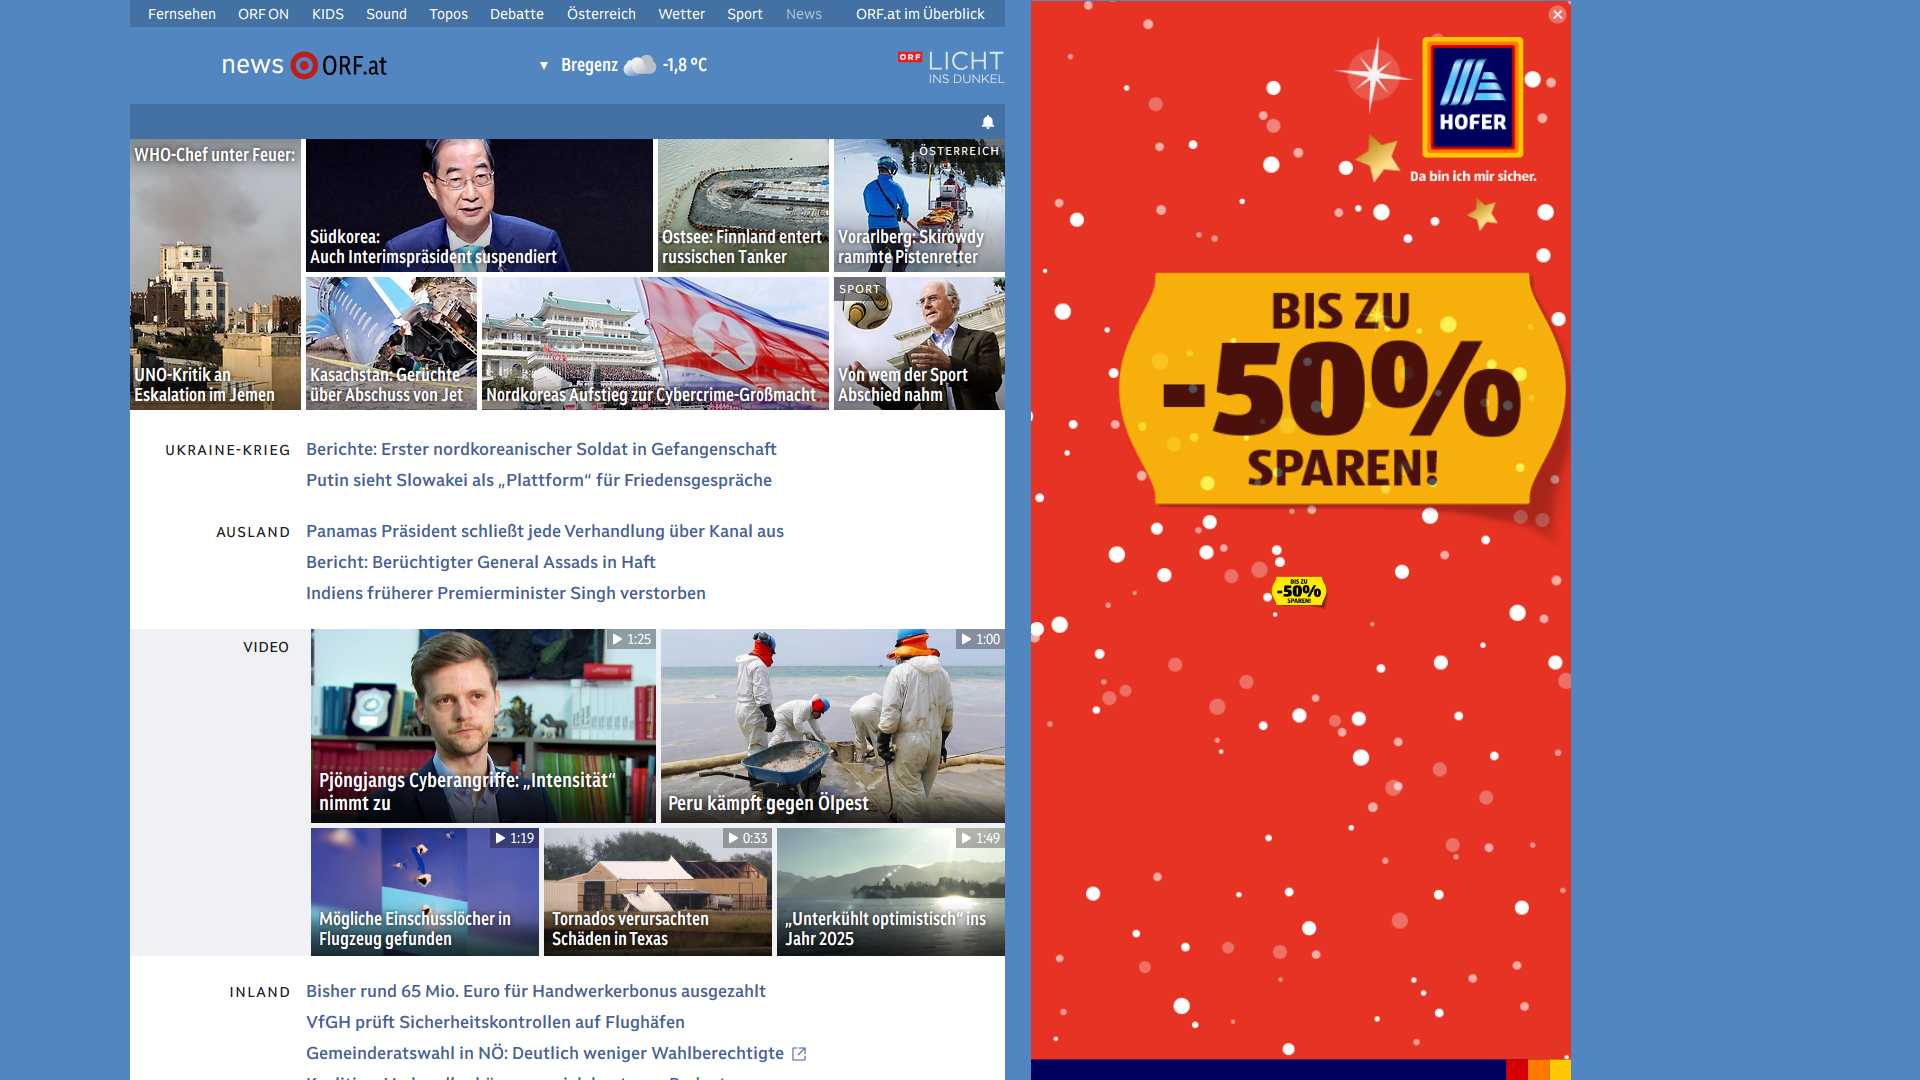 Fernsehen ORF ON KIDS Sound Topos Debatte Österreich Wetter Sport News ORF.at im Überblick
news ORF.at
Bregenz -1,8 °C
ORF LICHT
INS DUNKEL
WHO-Chef unter Feuer:
UNO-Kritik an
Eskalation im Jemen
Südkorea:
Auch Interimspräsident suspendiert
Ostsee: Finnland entert
russischen Tanker
ÖSTERREICH
Vorarlberg: Skirowdy
rammte Pistenretter
Kasachstan: Gerüchte
über Abschuss von Jet
Nordkoreas Aufstieg zur Cybercrime-Großmacht
SPORT
Von wem der Sport
Abschied nahm
UKRAINE-KRIEG
Berichte: Erster nordkoreanischer Soldat in Gefangenschaft
Putin sieht Slowakei als „Plattform“ für Friedensgespräche
AUSLAND
Panamas Präsident schließt jede Verhandlung über Kanal aus
Bericht: Berüchtigter General Assads in Haft
Indiens früherer Premierminister Singh verstorben
VIDEO
1:25
Pjöngjangs Cyberangriffe: „Intensität“
nimmt zu
1:00
Peru kämpft gegen Ölpest
1:19
Mögliche Einschusslöcher in
Flugzeug gefunden
0:33
Tornados verursachten
Schäden in Texas
1:49
„Unterkühlt optimistisch“ ins
Jahr 2025
INLAND
Bisher rund 65 Mio. Euro für Handwerkerbonus ausgezahlt
VfGH prüft Sicherheitskontrollen auf Flughäfen
Gemeinderatswahl in NÖ: Deutlich weniger Wahlberechtigte
HOFER
Da bin ich mir sicher.
BIS ZU
-50%
SPAREN!
BIS ZU
-50%
SPAREN!